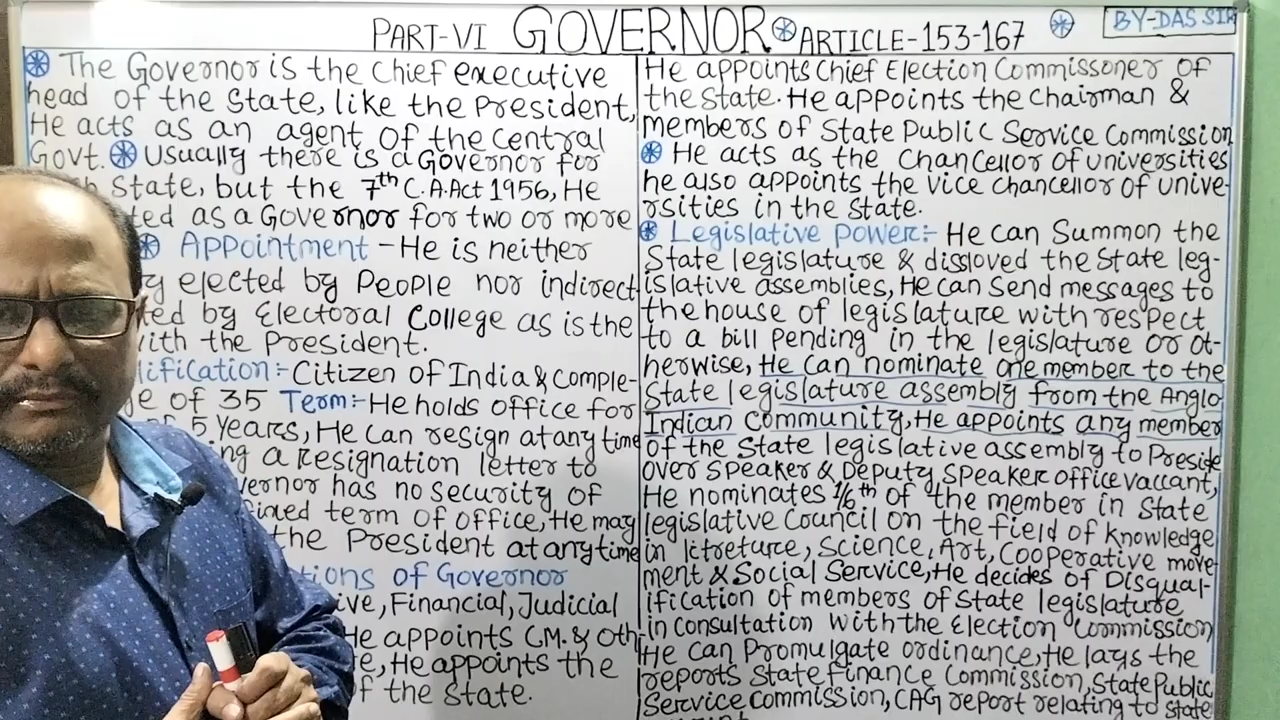 PART-VI GOVERNOR ARTICLE-153-167
BY-DAS SIR
The Governor is the chief executive
head of the State, like the President,
He acts as an agent of the Central
Govt. Usually there is a Governor for
State, but the 7th C.A.Act 1956, He
ted as a Governor for two or more
Appointment - He is neither
y elected by People nor indirect
ted by Electoral College as is the
with the President.
lification:- Citizen of India & comple-
e of 35 Term:- He holds office for
of 5 Years, He can resign at any time
ng a resignation letter to
vernor has no security of
term of office, He may
the President at any time
tions of Governor
ive, Financial, Judicial
He appoints C.M. & oth
e, He appoints the
of the State.
He appoints Chief Election Commissoner of
the State. He appoints the Chairman &
members of State Public Service Commission
He acts as the Chancellor of universities
he also appoints the vice chancellor of unive-
rsities in the State.
Legislative power:- He can Summon the
State legislature & dissloved the State leg-
islative assemblies, He can Send messages to
the house of legislature with respect
to a bill pending in the legislature or ot-
herwise, He can nominate one member to the
State legislature assembly from the Anglo
Indian Community, He appoints any member
of the State legislative assembly to Preside
over Speaker & Deputy Speaker office vaccant,
He nominates 1/6th of the member in State
legislative Council on the field of knowledge
in litreture, Science, Art, Cooperative move-
ment & Social Service, He decides of Disqual-
ification of members of State legislature
in consultation with the Election Commission
He can Promulgate ordinance, He lays the
reports State Finance Commission, State Public
Service Commission, CAG report relating to state